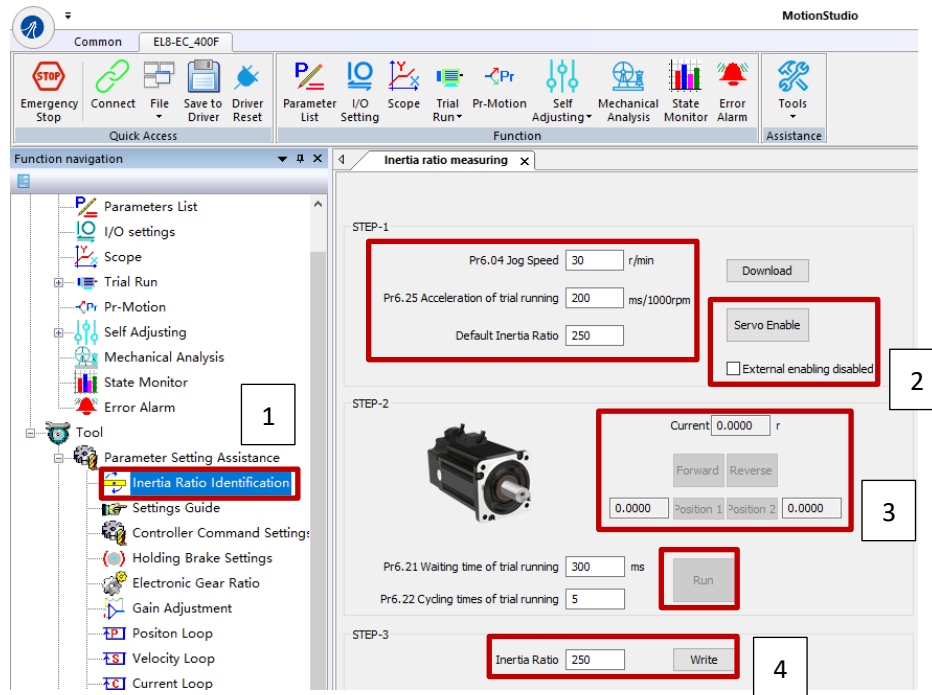 MotionStudio
Common EL8-EC_400F
Emergency Stop
Connect
File
Save to Driver
Driver Reset
Parameter List
I/O Setting
Scope
Trial Run
Pr-Motion
Self Adjusting
Mechanical Analysis
State Monitor
Error Alarm
Tools
Quick Access Function Assistance
Function navigation
Inertia ratio measuring
Parameters List
I/O settings
Scope
Trial Run
Pr-Motion
Self Adjusting
Mechanical Analysis
State Monitor
Error Alarm
1
Tool
Parameter Setting Assistance
Inertia Ratio Identification
Settings Guide
Controller Command Settings
Holding Brake Settings
Electronic Gear Ratio
Gain Adjustment
Positon Loop
Velocity Loop
Current Loop
STEP-1
Pr6.04 Jog Speed 30 r/min
Download
Pr6.25 Acceleration of trial running 200 ms/1000rpm
Servo Enable
Default Inertia Ratio 250
External enabling disabled
2
STEP-2
Current 0.0000 r
Forward Reverse
0.0000 Position 1 Position 2 0.0000
3
Pr6.21 Waiting time of trial running 300 ms
Run
Pr6.22 Cycling times of trial running 5
STEP-3
Inertia Ratio 250 Write
4